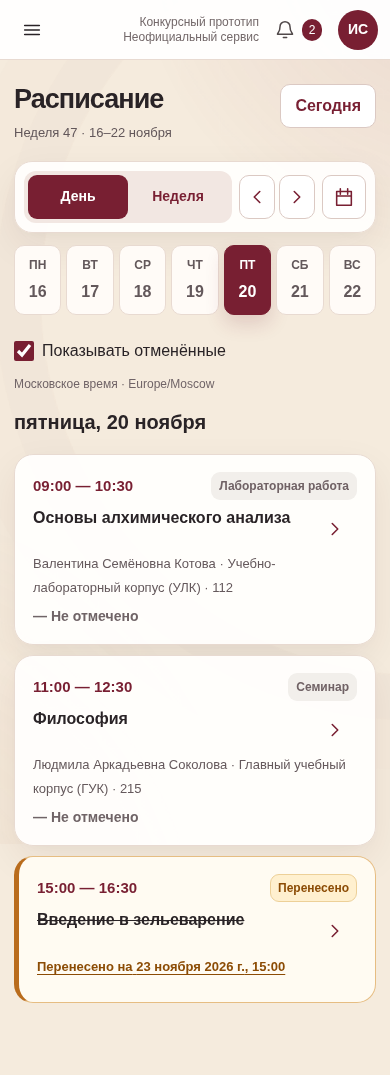 Конкурсный прототип
Неофициальный сервис
2
ИС
Расписание
Сегодня
Неделя 47 · 16–22 ноября
День
Неделя
ПН
ВТ
СР
ЧТ
ПТ
СБ
ВС
16
17
18
19
20
21
22
Показывать отменённые
Московское время · Europe/Moscow
пятница, 20 ноября
09:00 — 10:30
Лабораторная работа
Основы алхимического анализа
Валентина Семёновна Котова · Учебно-
лабораторный корпус (УЛК) · 112
— Не отмечено
11:00 — 12:30
Семинар
Философия
Людмила Аркадьевна Соколова · Главный учебный
корпус (ГУК) · 215
— Не отмечено
15:00 — 16:30
Перенесено
Введение в зельеварение
Перенесено на 23 ноября 2026 г., 15:00